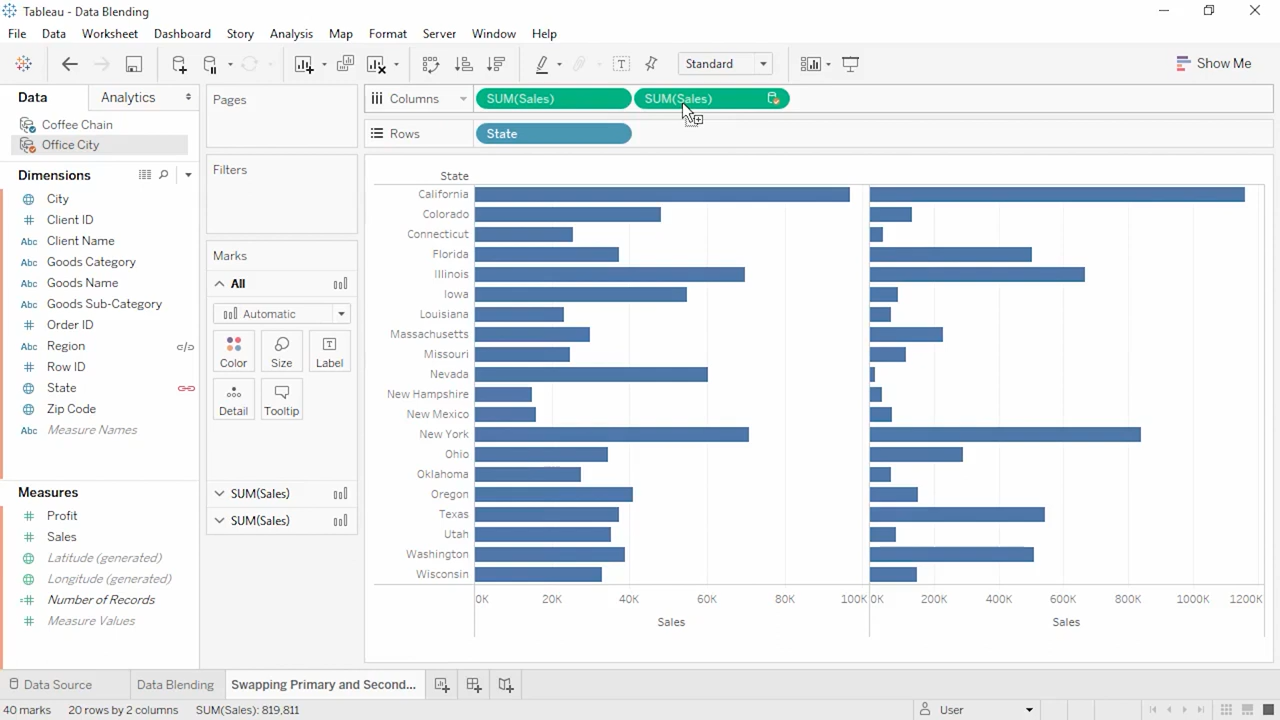 Tableau - Data Blending
File Data Worksheet Dashboard Story Analysis Map Format Server Window Help
Standard
Show Me
Data
Analytics
Coffee Chain
Office City
Dimensions
City
Client ID
Abc Client Name
Abc Goods Category
Abc Goods Name
Abc Goods Sub-Category
Order ID
Abc Region
Row ID
State
Zip Code
Abc Measure Names
Measures
Profit
Sales
Latitude (generated)
Longitude (generated)
Number of Records
Measure Values
Pages
Filters
Marks
All
Automatic
Color
Size
Label
Detail
Tooltip
SUM(Sales)
SUM(Sales)
Columns
SUM(Sales)
SUM(Sales)
Rows
State
State
California
Colorado
Connecticut
Florida
Illinois
Iowa
Louisiana
Massachusetts
Missouri
Nevada
New Hampshire
New Mexico
New York
Ohio
Oklahoma
Oregon
Texas
Utah
Washington
Wisconsin
0K 20K 40K 60K 80K 100K
Sales
0K 200K 400K 600K 800K 1000K 1200K
Sales
Data Source
Data Blending
Swapping Primary and Second...
40 marks 20 rows by 2 columns SUM(Sales): 819,811
User